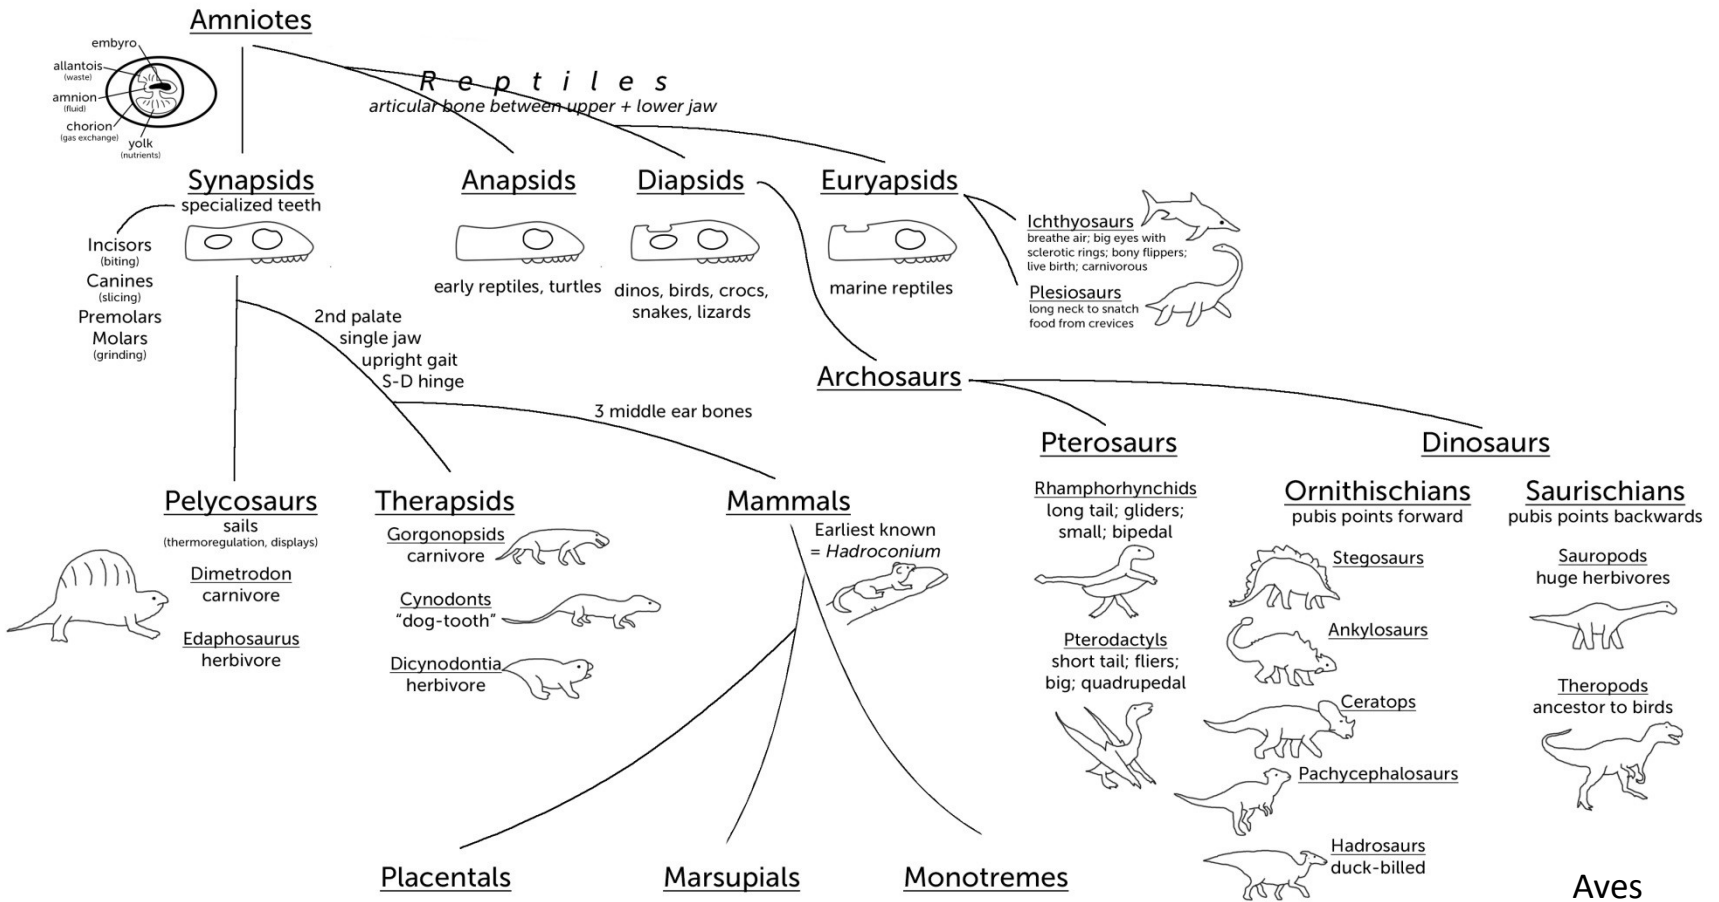 Amniotes
embyro
allantois
(waste)
amnion
(fluid)
chorion
(gas exchange)
yolk
(nutrients)
Reptiles
articular bone between upper + lower jaw
Synapsids
specialized teeth
Incisors
(biting)
Canines
(slicing)
Premolars
Molars
(grinding)
Anapsids
early reptiles, turtles
Diapsids
dinos, birds, crocs,
snakes, lizards
Euryapsids
marine reptiles
Ichthyosaurs
breathe air; big eyes with
sclerotic rings; bony flippers;
live birth; carnivorous
Plesiosaurs
long neck to snatch
food from crevices
2nd palate
single jaw
upright gait
S-D hinge
3 middle ear bones
Archosaurs
Pelycosaurs
sails
(thermoregulation, displays)
Dimetrodon
carnivore
Edaphosaurus
herbivore
Therapsids
Gorgonopsids
carnivore
Cynodonts
“dog-tooth”
Dicynodontia
herbivore
Mammals
Earliest known
= Hadroconium
Placentals
Marsupials
Monotremes
Pterosaurs
Rhamphorhynchids
long tail; gliders;
small; bipedal
Pterodactyls
short tail; fliers;
big; quadrupedal
Dinosaurs
Ornithischians
pubis points forward
Stegosaurs
Ankylosaurs
Ceratops
Pachycephalosaurs
Hadrosaurs
duck-billed
Saurischians
pubis points backwards
Sauropods
huge herbivores
Theropods
ancestor to birds
Aves